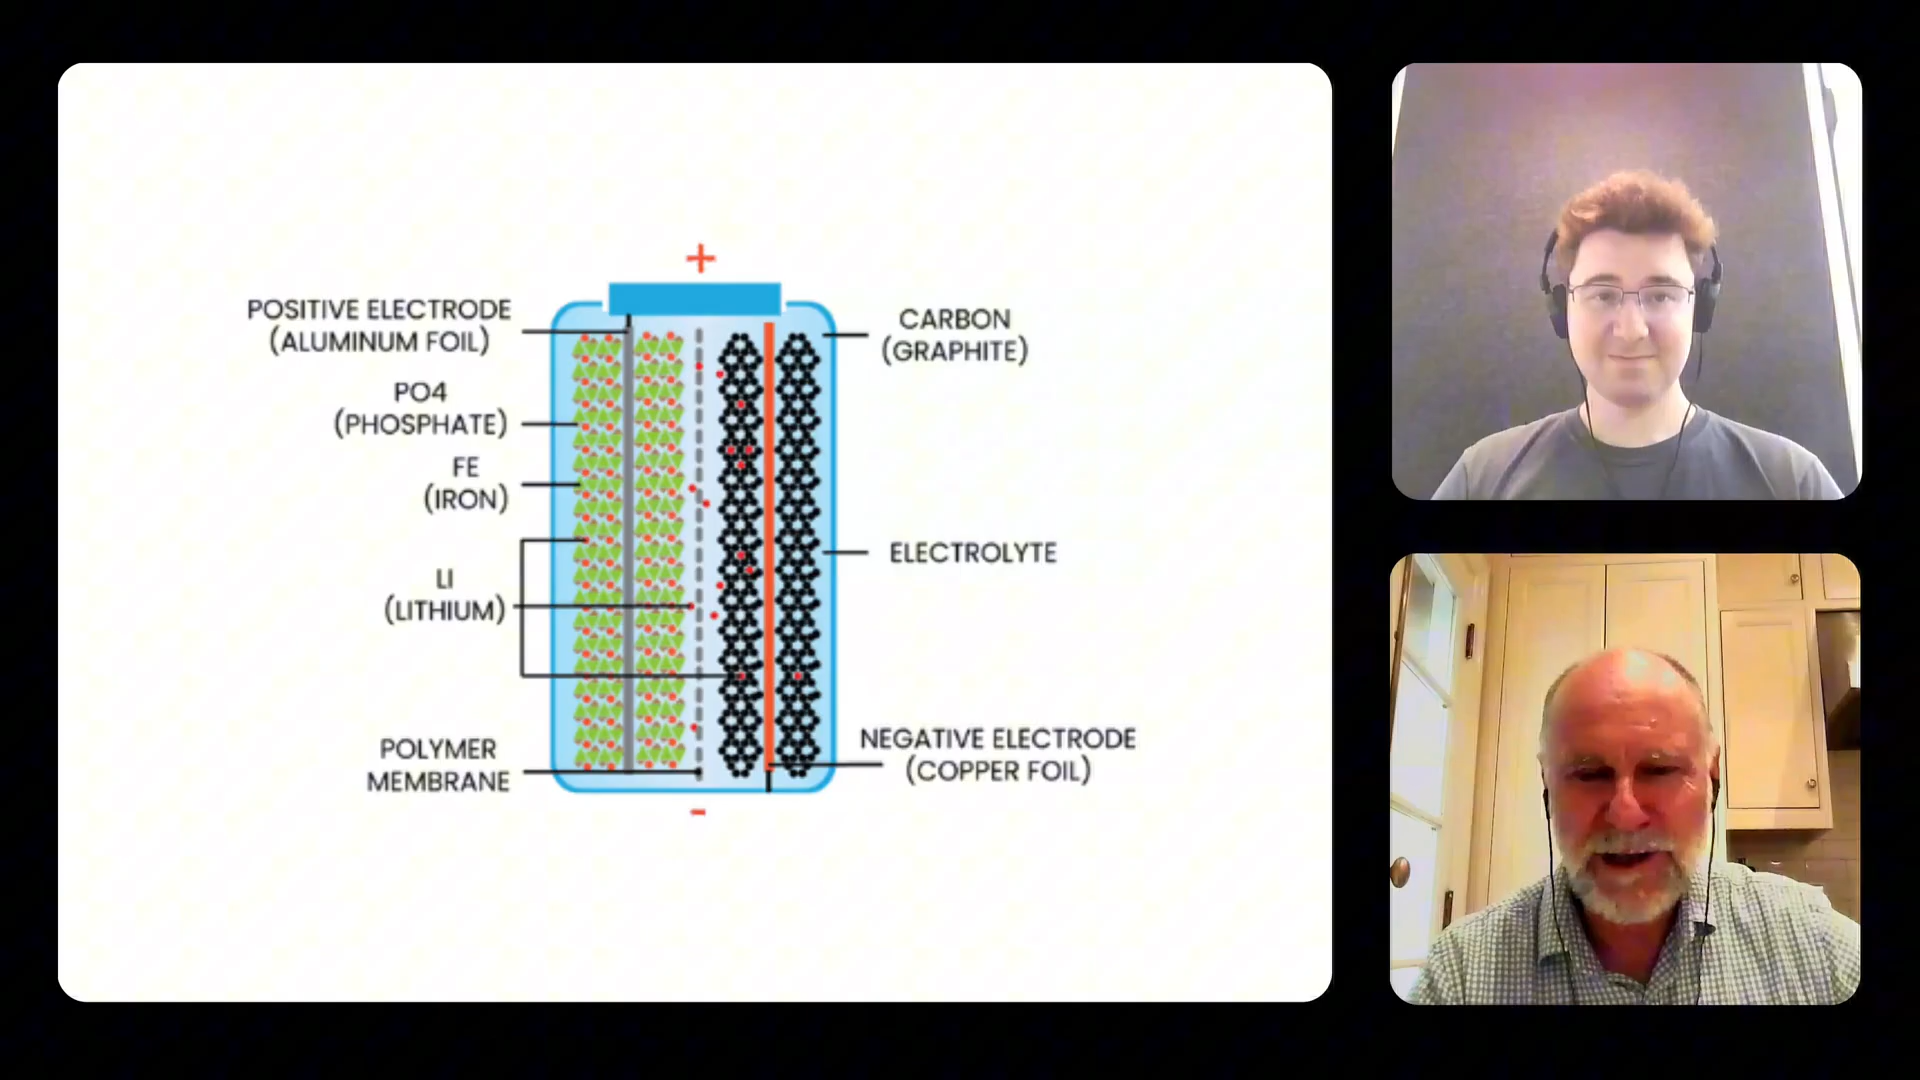 +
POSITIVE ELECTRODE
(ALUMINUM FOIL)
PO4
(PHOSPHATE)
FE
(IRON)
LI
(LITHIUM)
POLYMER
MEMBRANE
CARBON
(GRAPHITE)
ELECTROLYTE
NEGATIVE ELECTRODE
(COPPER FOIL)
-